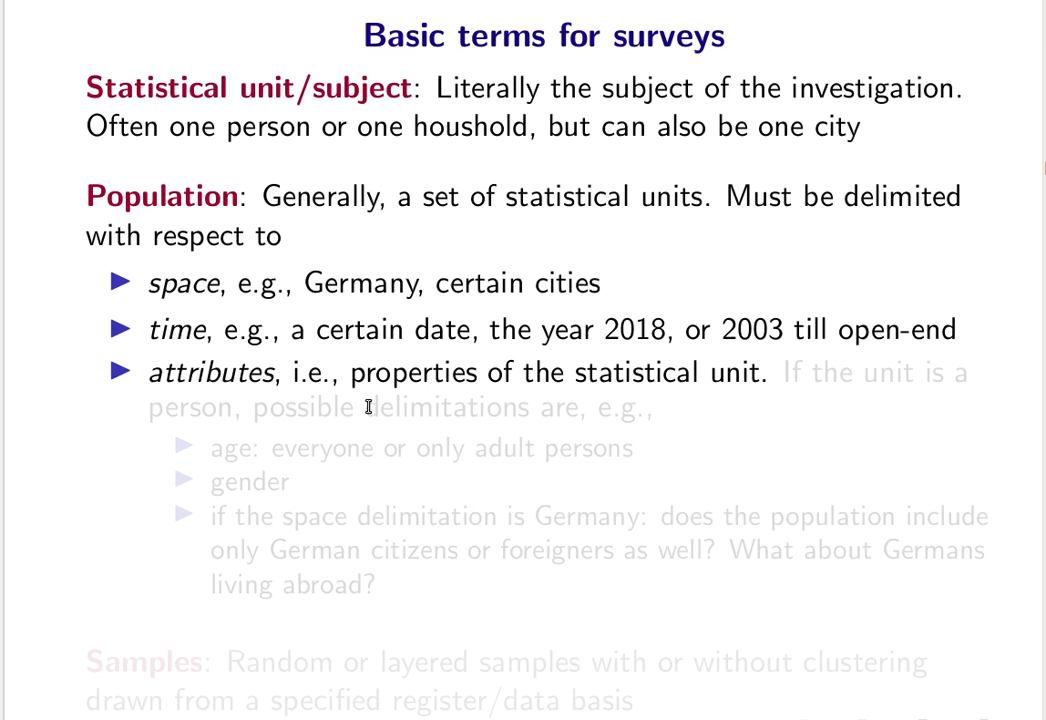 Basic terms for surveys
Statistical unit/subject: Literally the subject of the investigation.
Often one person or one houshold, but can also be one city
Population: Generally, a set of statistical units. Must be delimited
with respect to
space, e.g., Germany, certain cities
time, e.g., a certain date, the year 2018, or 2003 till open-end
attributes, i.e., properties of the statistical unit. If the unit is a
person, possible delimitations are, e.g.,
age: everyone or only adult persons
gender
if the space delimitation is Germany: does the population include
only German citizens or foreigners as well? What about Germans
living abroad?
Samples: Random or layered samples with or without clustering
drawn from a specified register/data basis